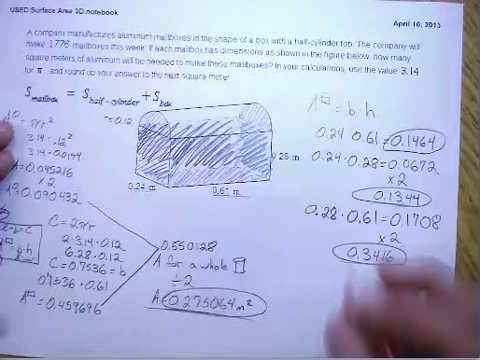 USED Surface Area 3D.notebook
April 10, 2013
A company manufactures aluminum mailboxes in the shape of a box with a half-cylinder top. The company will
make 1776 mailboxes this week. If each mailbox has dimensions as shown in the figure below, how many
square meters of aluminum will be needed to make these mailboxes? In your calculations, use the value 3.14
for π and round up your answer to the next square meter
S mailbox = S half-cylinder + S box
r=0.12
0.28 m
0.24 m
0.61 m
= πr²
3.14 · .12²
3.14 · 0.0144
A=0.045216
x 2
A=0.090432
C = 2πr
2·3.14·0.12
6.28·0.12
C=0.7536=b
0.7536·0.61
A=0.459696
= b·h
0.550128
A for a whole
÷2
A=0.275064 m²
A = b·h
0.24 0.61 = 0.1464
0.24·0.28=0.0672
x 2
0.1344
0.28·0.61=0.1708
x 2
0.3416